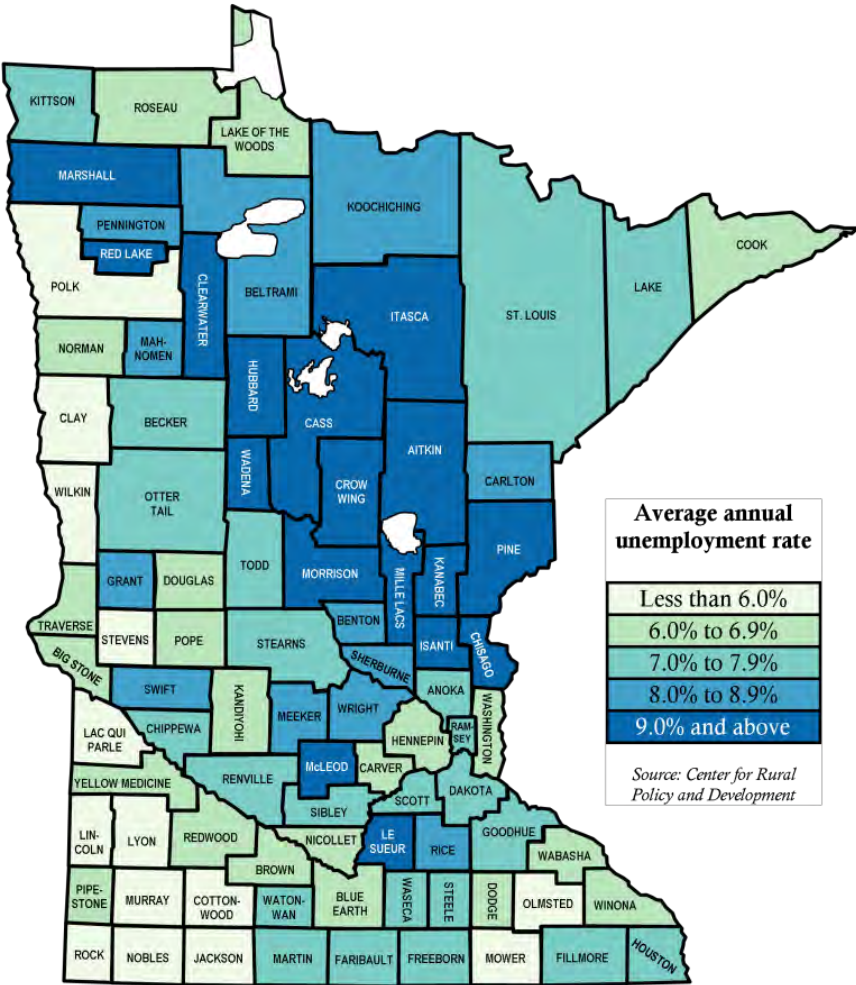 KITTSON
ROSEAU
LAKE OF THE
WOODS
MARSHALL
KOOCHICHING
PENNINGTON
RED LAKE
POLK
CLEARWATER
BELTRAMI
COOK
LAKE
ST. LOUIS
ITASCA
NORMAN
MAH-
NOMEN
HUBBARD
CLAY
BECKER
CASS
AITKIN
WADENA
CROW
WING
CARLTON
WILKIN
OTTER
TAIL
PINE
TODD
MORRISON
MILLE LACS
KANABEC
GRANT
DOUGLAS
TRAVERSE
STEVENS
POPE
STEARNS
BENTON
ISANTI
CHISAGO
BIG STONE
SHERBURNE
SWIFT
KANDIYOHI
MEEKER
WRIGHT
ANOKA
WASHINGTON
LAC QUI
PARLE
CHIPPEWA
HENNEPIN
RAM-
SEY
McLEOD
CARVER
YELLOW MEDICINE
RENVILLE
SCOTT
DAKOTA
SIBLEY
LIN-
COLN
LYON
REDWOOD
NICOLLET
LE
SUEUR
RICE
GOODHUE
WABASHA
BROWN
PIPE-
STONE
MURRAY
COTTON-
WOOD
WATON-
WAN
BLUE
EARTH
WASECA
STEELE
DODGE
OLMSTED
WINONA
ROCK
NOBLES
JACKSON
MARTIN
FARIBAULT
FREEBORN
MOWER
FILLMORE
HOUSTON
Average annual
unemployment rate
Less than 6.0%
6.0% to 6.9%
7.0% to 7.9%
8.0% to 8.9%
9.0% and above
Source: Center for Rural
Policy and Development